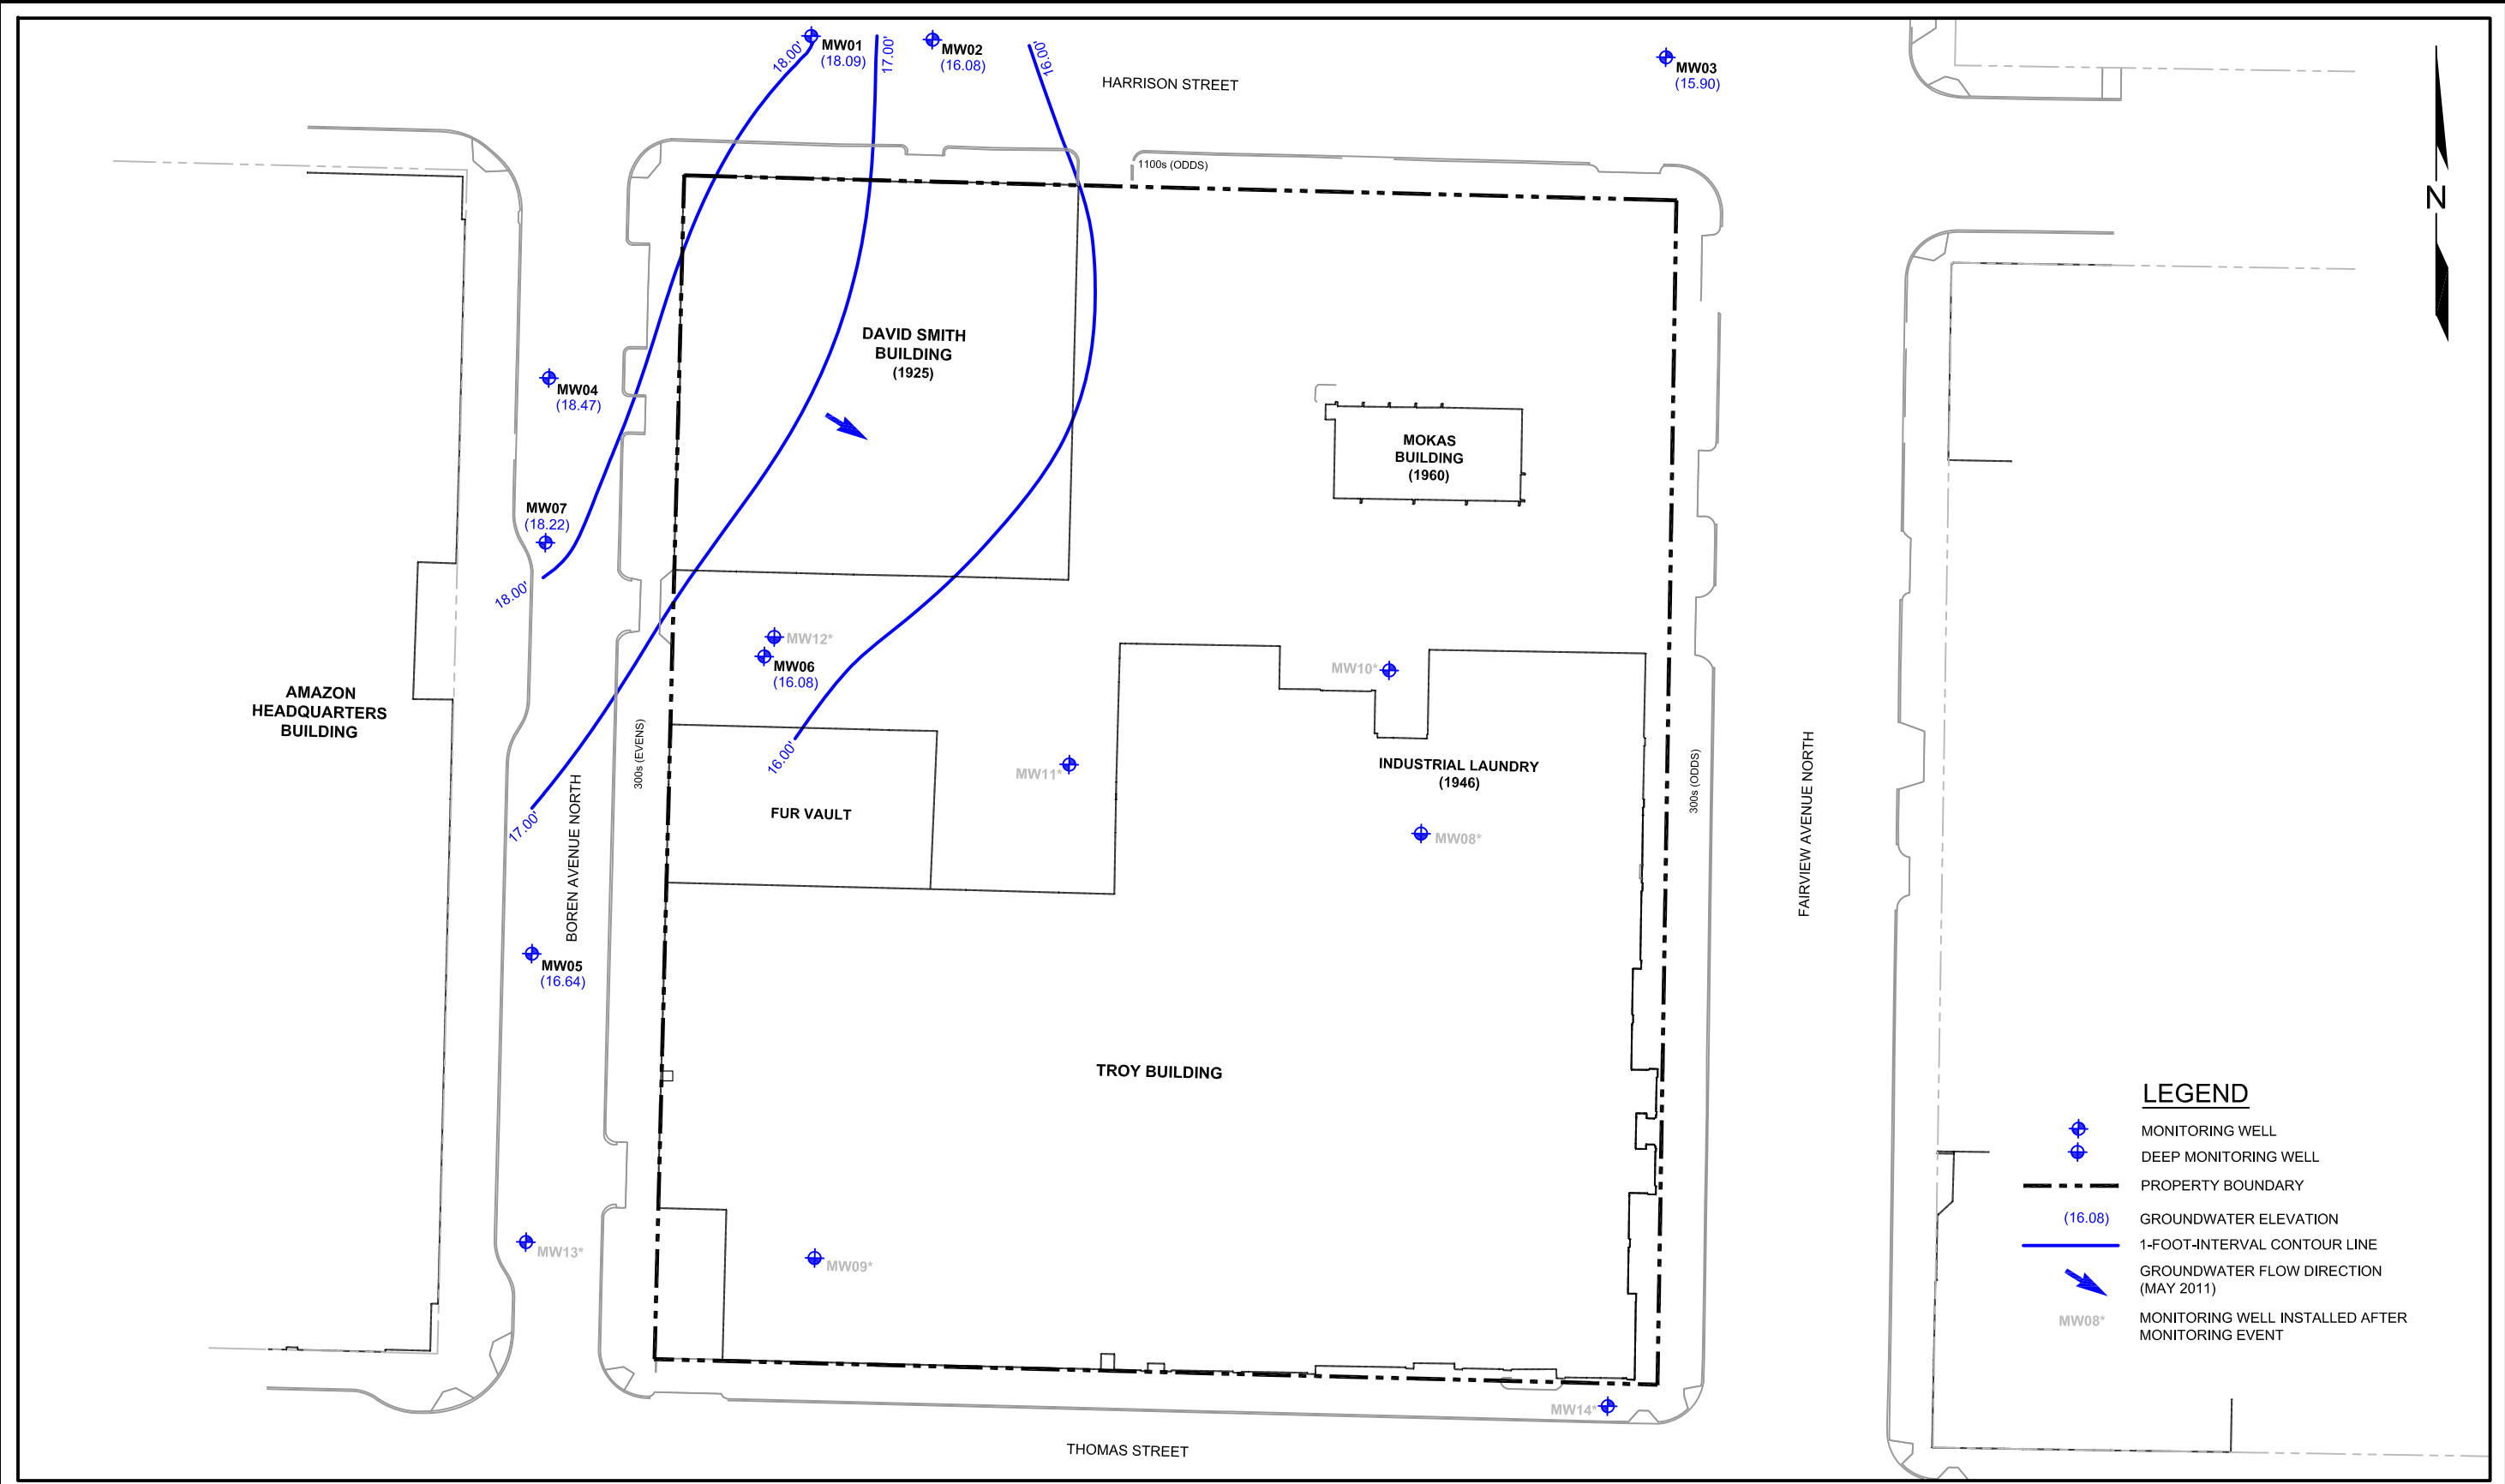 18.00'
MW01
(18.09)
17.00'
MW02
(16.08)
16.00'
HARRISON STREET
MW03
(15.90)
N
1100s (ODDS)
DAVID SMITH
BUILDING
(1925)
MW04
(18.47)
MOKAS
BUILDING
(1960)
MW07
(18.22)
18.00'
MW12*
MW06
(16.08)
MW10*
AMAZON
HEADQUARTERS
BUILDING
300s (EVENS)
16.00'
MW11*
INDUSTRIAL LAUNDRY
(1946)
300s (ODDS)
FAIRVIEW AVENUE NORTH
17.00'
BOREN AVENUE NORTH
FUR VAULT
MW08*
MW05
(16.64)
TROY BUILDING
MW13*
MW09*
MW14*
THOMAS STREET
LEGEND
MONITORING WELL
DEEP MONITORING WELL
PROPERTY BOUNDARY
(16.08) GROUNDWATER ELEVATION
1-FOOT-INTERVAL CONTOUR LINE
GROUNDWATER FLOW DIRECTION
(MAY 2011)
MW08* MONITORING WELL INSTALLED AFTER
MONITORING EVENT